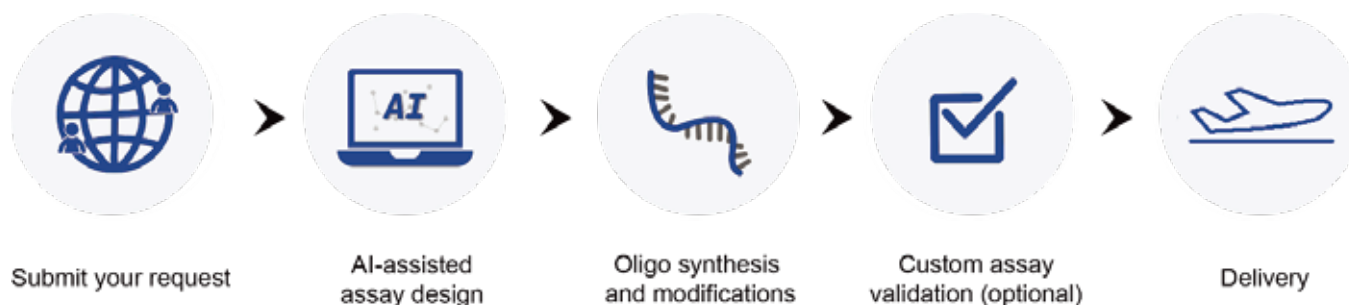 AI
Submit your request
AI-assisted
assay design
Oligo synthesis
and modifications
Custom assay
validation (optional)
Delivery